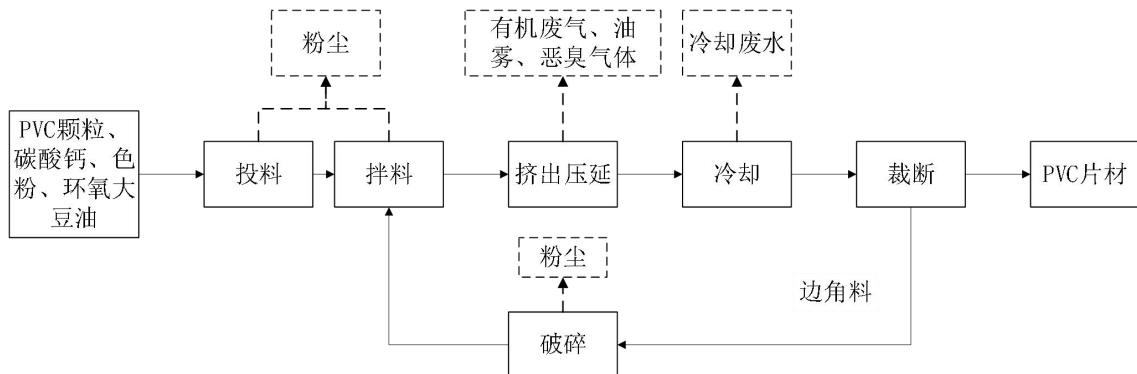 粉尘
有机废气、油
雾、恶臭气体
冷却废水
PVC颗粒、
碳酸钙、色
粉、环氧大
豆油
投料
拌料
挤出压延
冷却
裁断
PVC片材
粉尘
边角料
破碎